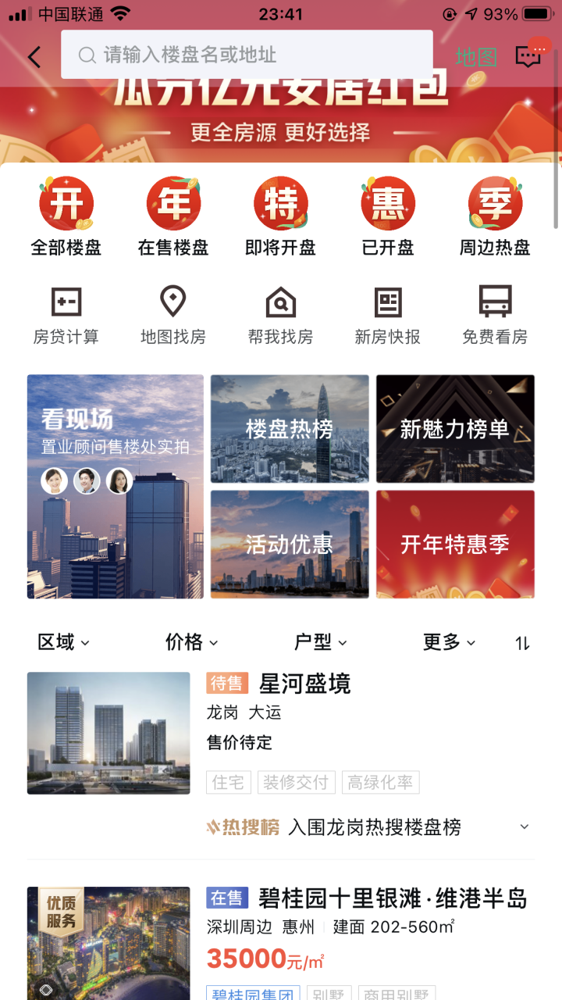 中国联通 23:41 93%
请输入楼盘名或地址 地图
瓜分亿元安居红包
更全房源 更好选择
开 年 特 惠 季
全部楼盘 在售楼盘 即将开盘 已开盘 周边热盘
房贷计算 地图找房 帮我找房 新房快报 免费看房
看现场
置业顾问售楼处实拍
楼盘热榜
新魅力榜单
活动优惠
开年特惠季
区域 价格 户型 更多
待售 星河盛境
龙岗 大运
售价待定
住宅 装修交付 高绿化率
热搜榜 入围龙岗热搜楼盘榜
优质
服务
在售 碧桂园十里银滩·维港半岛
深圳周边 惠州 建面 202-560㎡
35000元/㎡
碧桂园集团 别墅 商用别墅